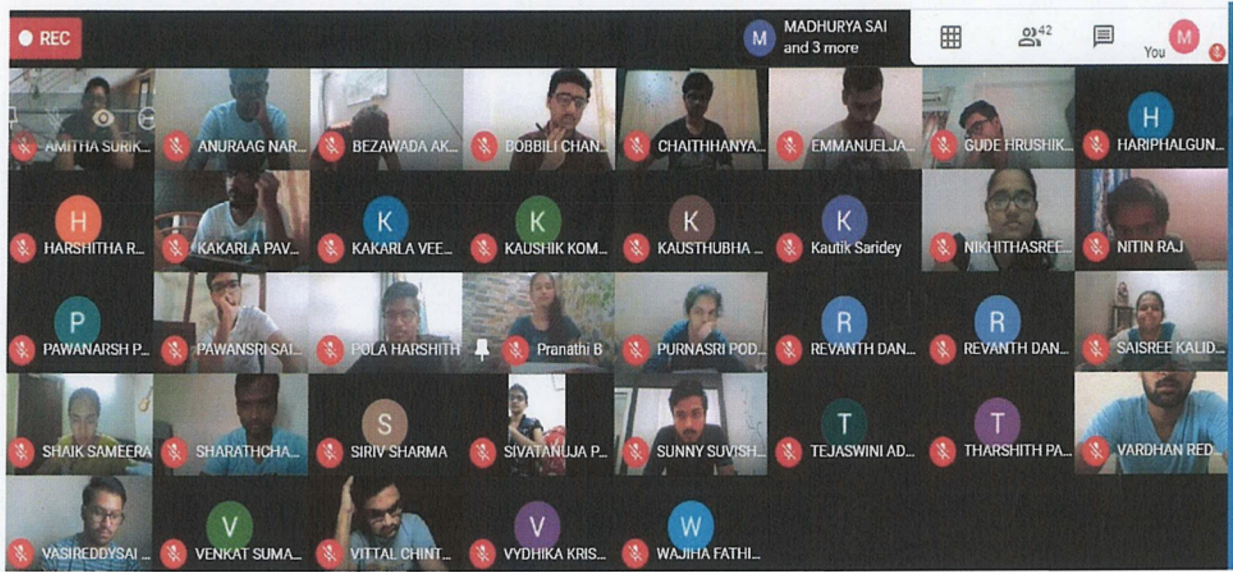 REC
M
MADHURYA SAI
and 3 more
42
You
M
AMITHA SURIK...
ANURAAG NAR...
BEZAWADA AK...
BOBBILI CHAN...
CHAITHHANYA...
EMMANUELJA...
GUDE HRUSHIK...
H
HARIPHALGUN...
H
HARSHITHA R...
KAKARLA PAV...
K
KAKARLA VEE...
K
KAUSHIK KOM...
K
KAUSTHUBHA ...
K
Kautik Saridey
NIKHITHASREE...
NITIN RAJ
P
PAWANARSH P...
PAWANSRI SAI...
POLA HARSHITH
Pranathi B
PURNASRI POD...
R
REVANTH DAN...
R
REVANTH DAN...
SAISREE KALID...
SHAIK SAMEERA
SHARATHCHA...
S
SIRIV SHARMA
SIVATANUJA P...
SUNNY SUVISH...
T
TEJASWINI AD...
T
THARSHITH PA...
VARDHAN RED...
VASIREDDYSAI ...
V
VENKAT SUMA...
VITTAL CHINT...
V
VYDHIKA KRIS...
W
WAJIHA FATHI...